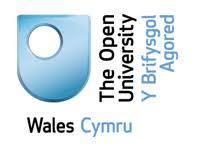 The Open
University
Y Brifysgol
Agored
Wales Cymru